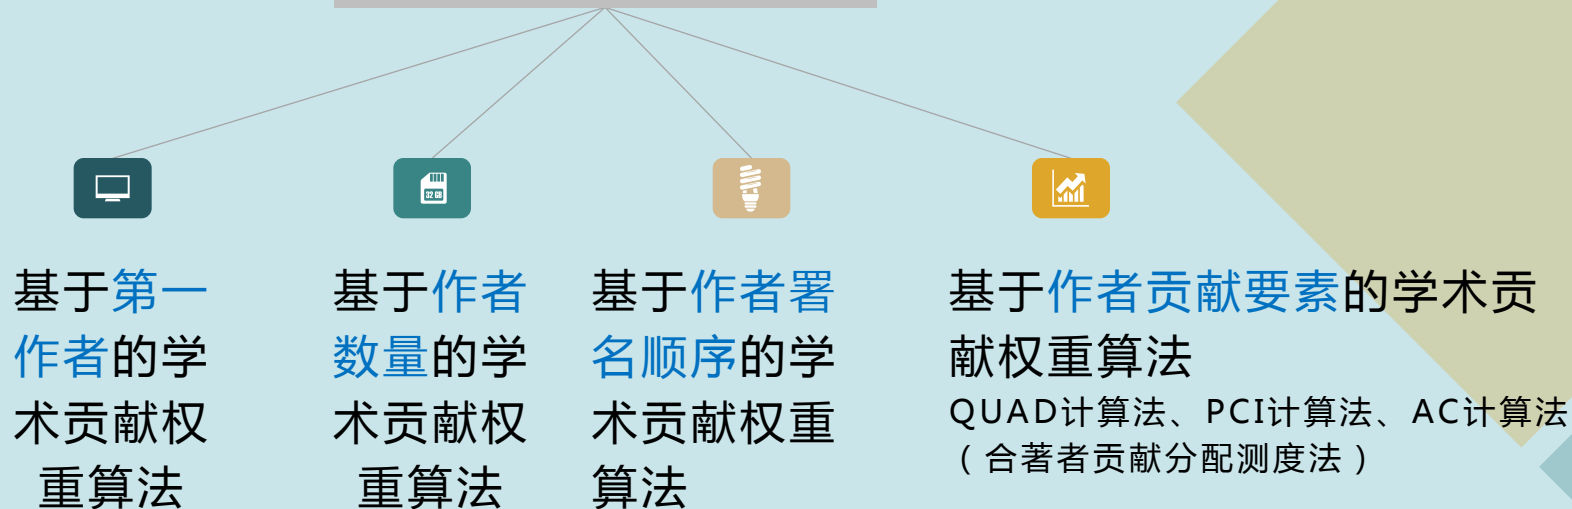 32 GB
基于第一
作者的学
术贡献权
重算法
基于作者
数量的学
术贡献权
重算法
基于作者署
名顺序的学
术贡献权重
算法
基于作者贡献要素的学术贡
献权重算法
QUAD计算法、PCI计算法、AC计算法
（合著者贡献分配测度法）